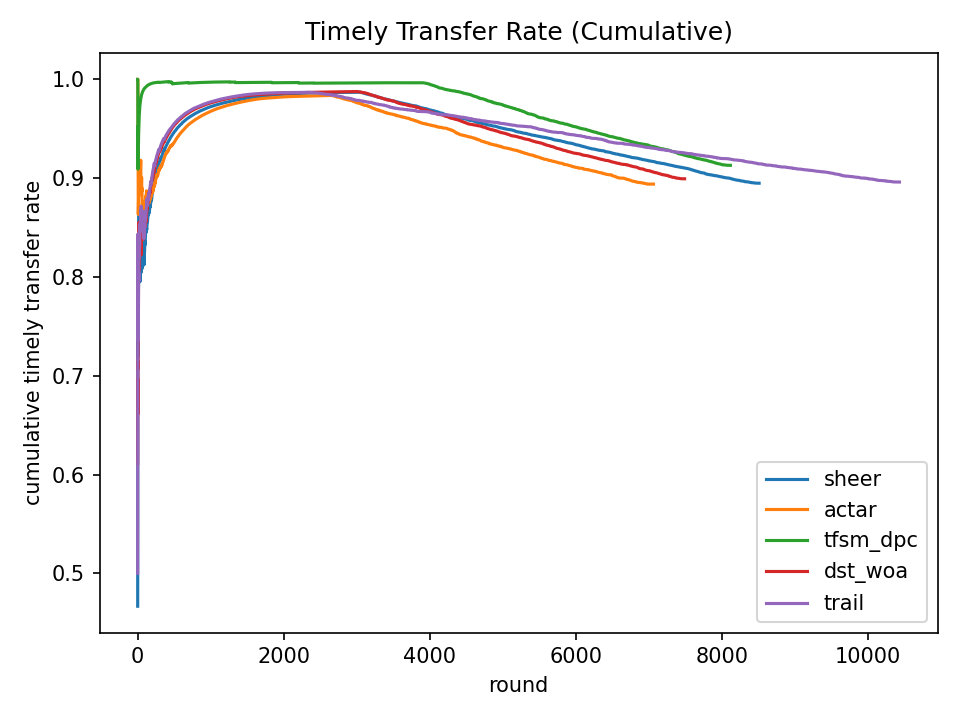 Timely Transfer Rate (Cumulative)
cumulative timely transfer rate
1.0
0.9
0.8
0.7
0.6
0.5
0
2000
4000
6000
8000
10000
round
sheer
actar
tfsm_dpc
dst_woa
trail